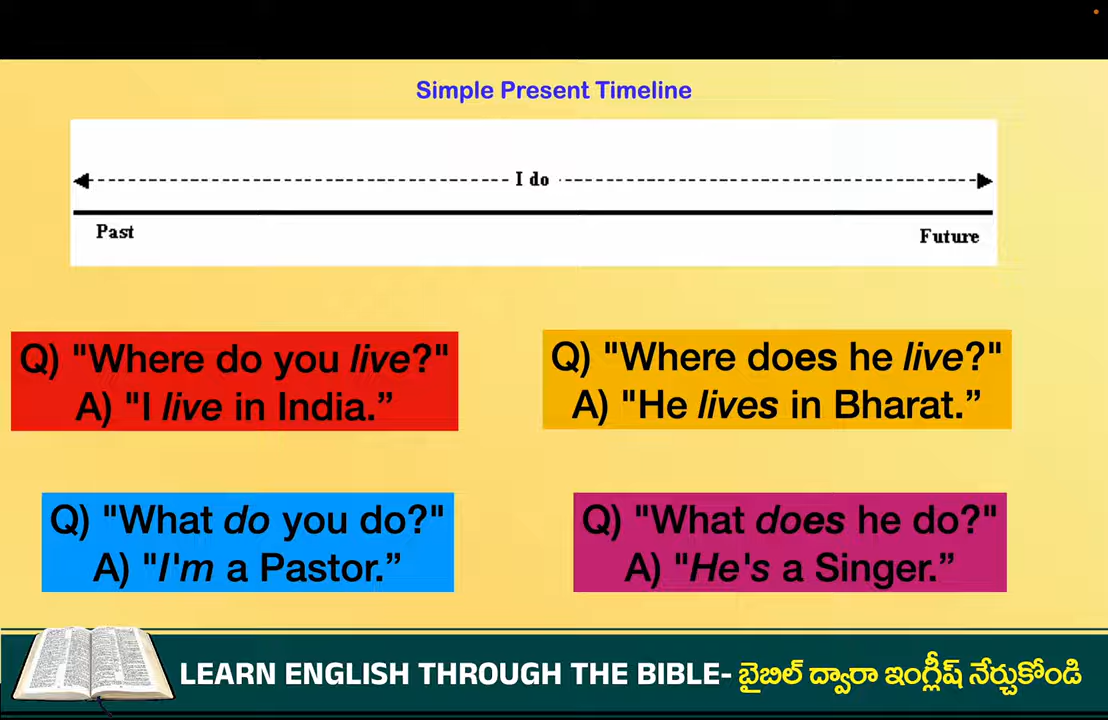 Simple Present Timeline
I do
Past
Future
Q) "Where do you live?"
A) "I live in India.”
Q) "Where does he live?"
A) "He lives in Bharat.”
Q) "What do you do?"
A) "I'm a Pastor.”
Q) "What does he do?"
A) "He's a Singer.”
LEARN ENGLISH THROUGH THE BIBLE- బైబిల్ ద్వారా ఇంగ్లీష్ నేర్చుకోండి